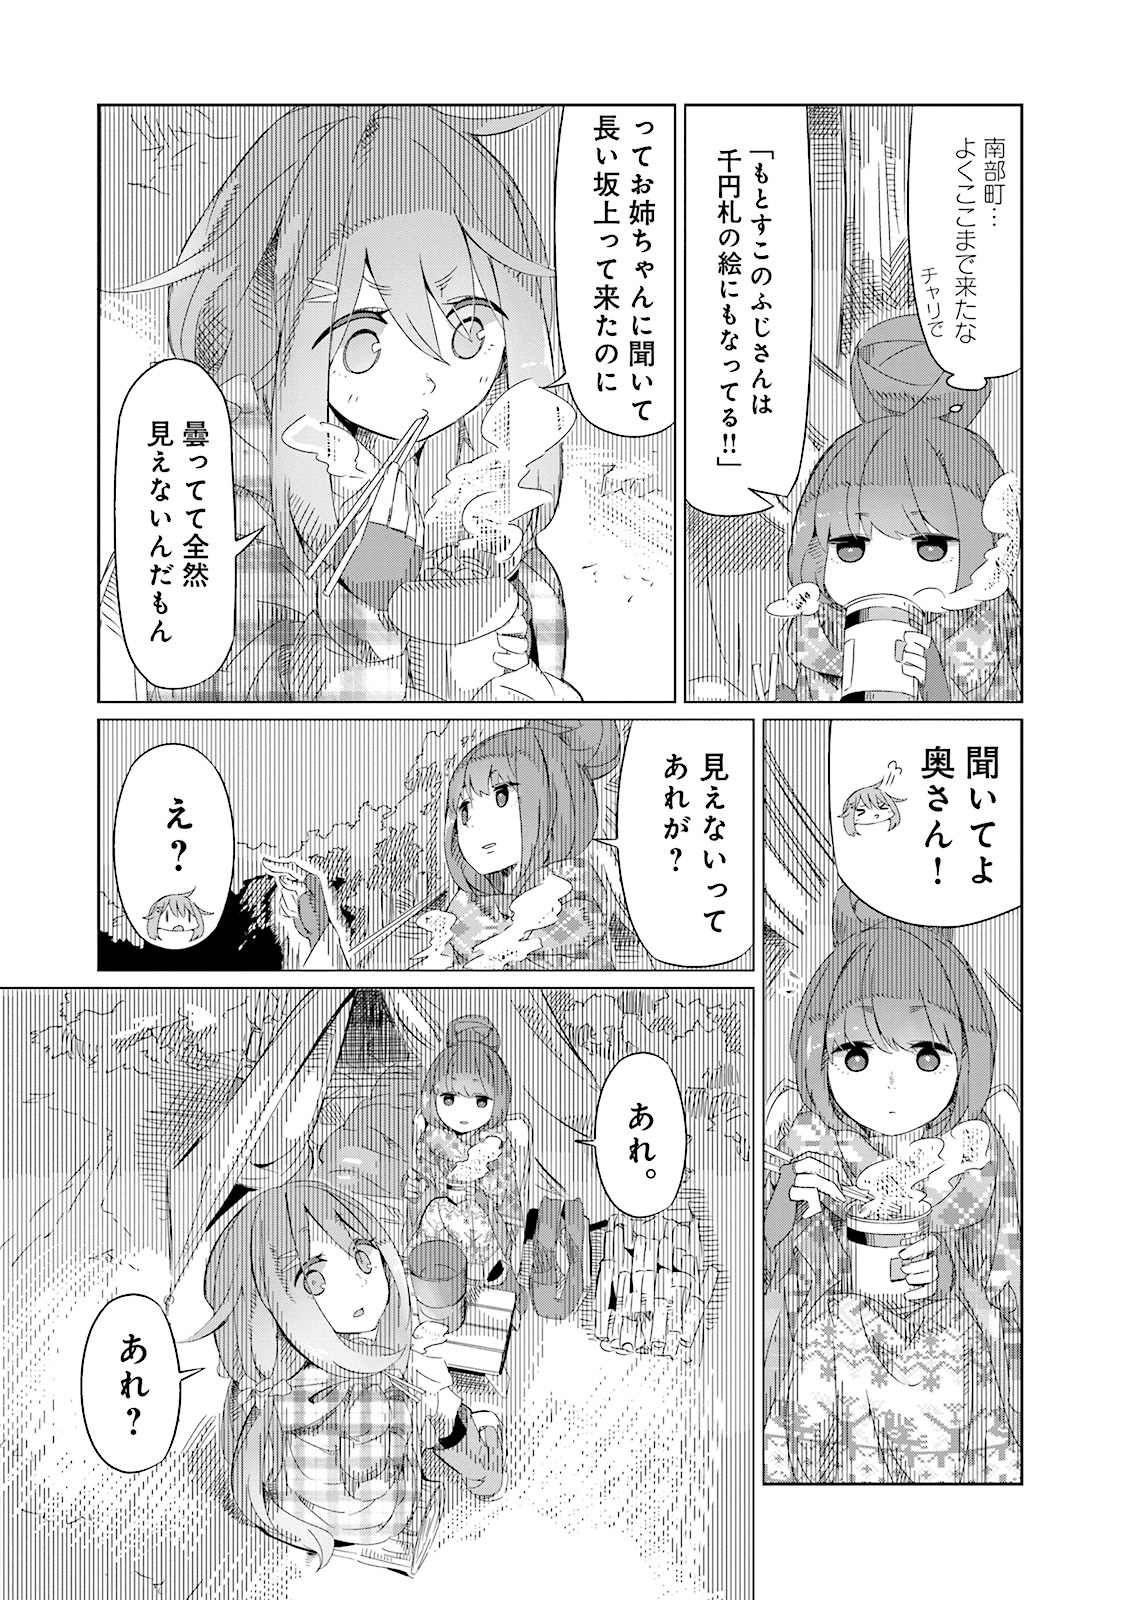 南部町…
よくここまで来たな
チャリで
「もとすこのふじさんは
千円札の絵にもなってる!!」
ってお姉ちゃんに聞いて
長い坂上って来たのに
曇ってて全然
見えないんだもん
聞いてよ
奥さん!
見えないって
あれが?
え?
あれ。
あれ?